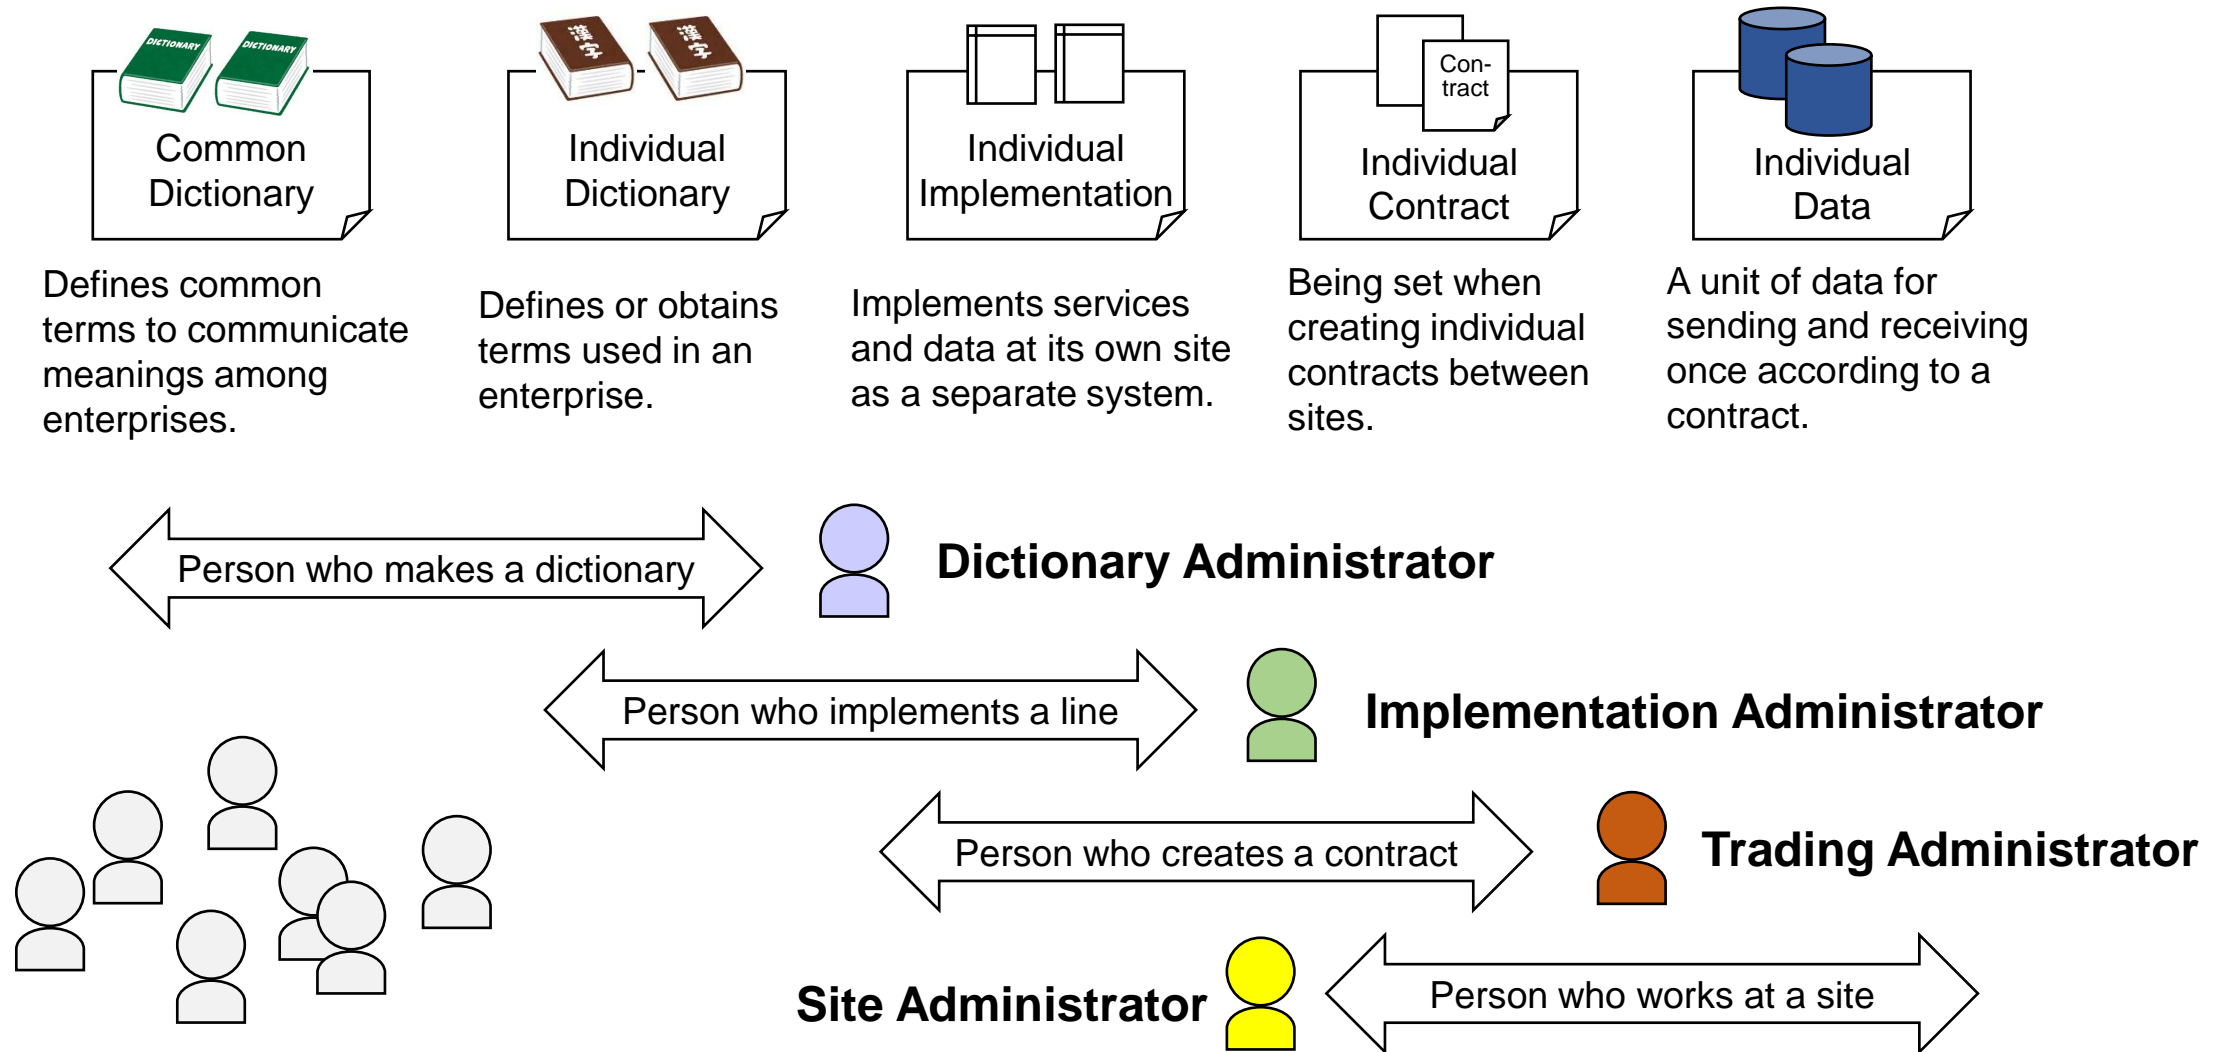 DICTIONARY
DICTIONARY
Common
Dictionary
Individual
Dictionary
Individual
Implementation
Con-
tract
Individual
Contract
Individual
Data
Defines common
terms to communicate
meanings among
enterprises.
Defines or obtains
terms used in an
enterprise.
Implements services
and data at its own site
as a separate system.
Being set when
creating individual
contracts between
sites.
A unit of data for
sending and receiving
once according to a
contract.
Person who makes a dictionary
Dictionary Administrator
Person who implements a line
Implementation Administrator
Person who creates a contract
Trading Administrator
Site Administrator
Person who works at a site